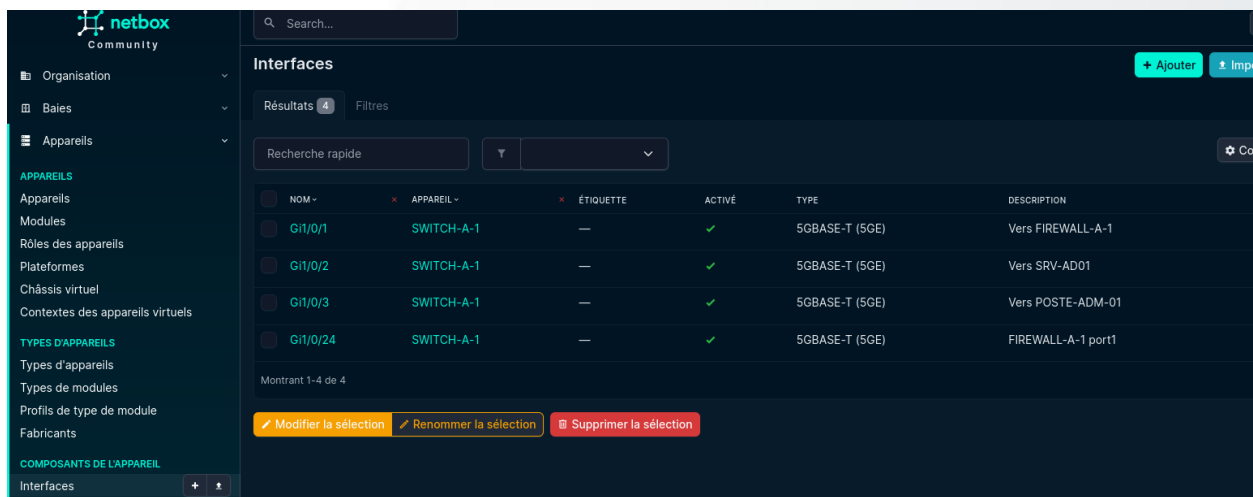 netbox
Community
Organisation
Baies
Appareils
APPAREILS
Appareils
Modules
Rôles des appareils
Plateformes
Châssis virtuel
Contextes des appareils virtuels
TYPES D'APPAREILS
Types d'appareils
Types de modules
Profils de type de module
Fabricants
COMPOSANTS DE L'APPAREIL
Interfaces
Search...
Interfaces
+ Ajouter
Impo
Résultats 4 Filtres
Recherche rapide
Co
NOM APPAREIL ÉTIQUETTE ACTIVÉ TYPE DESCRIPTION
Gi1/0/1 SWITCH-A-1 — 5GBASE-T (5GE) Vers FIREWALL-A-1
Gi1/0/2 SWITCH-A-1 — 5GBASE-T (5GE) Vers SRV-AD01
Gi1/0/3 SWITCH-A-1 — 5GBASE-T (5GE) Vers POSTE-ADM-01
Gi1/0/24 SWITCH-A-1 — 5GBASE-T (5GE) FIREWALL-A-1 port1
Montrant 1-4 de 4
Modifier la sélection Renommer la sélection Supprimer la sélection